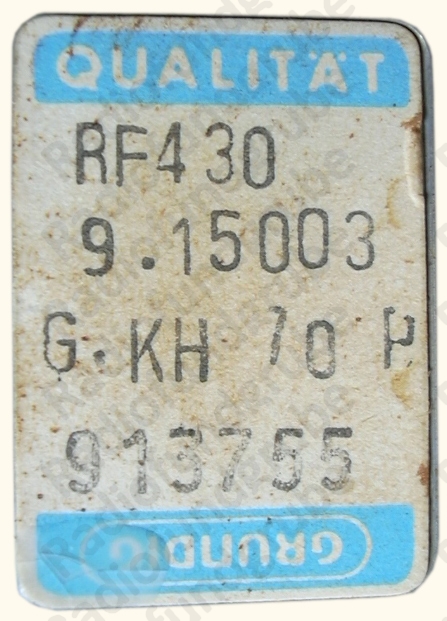 QUALITÄT
RF430
9.15003
G.KH 70 P
913755
GRUNDIG